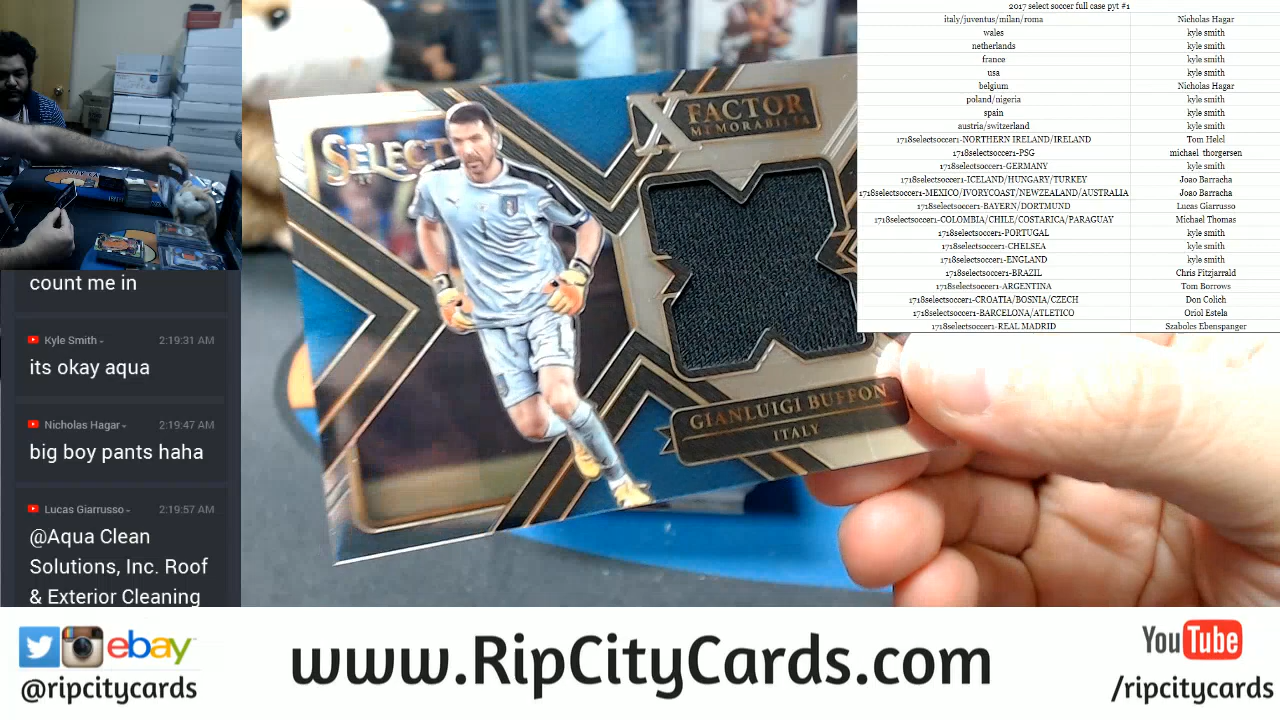 2017 select soccer full case pyt #1
italy/juventus/milan/roma Nicholas Hagar
wales kyle smith
netherlands kyle smith
france kyle smith
usa kyle smith
belgium Nicholas Hagar
poland/nigeria kyle smith
spain kyle smith
austria/switzerland kyle smith
1718selectsoccer1-NORTHERN IRELAND/IRELAND Tom Helel
1718selectsoccer1-PSG michael thorgersen
1718selectsoccer1-GERMANY kyle smith
1718selectsoccer1-ICELAND/HUNGARY/TURKEY Joao Barracha
1718selectsoccer1-MEXICO/IVORYCOAST/NEWZEALAND/AUSTRALIA Joao Barracha
1718selectsoccer1-BAYERN/DORTMUND Lucas Giarrusso
1718selectsoccer1-COLOMBIA/CHILE/COSTARICA/PARAGUAY Michael Thomas
1718selectsoccer1-PORTUGAL kyle smith
1718selectsoccer1-CHELSEA kyle smith
1718selectsoccer1-ENGLAND kyle smith
1718selectsoccer1-BRAZIL Chris Fitzjarrald
1718selectsoccer1-ARGENTINA Tom Borrows
1718selectsoccer1-CROATIA/BOSNIA/CZECH Don Colich
1718selectsoccer1-BARCELONA/ATLETICO Oriol Estela
1718selectsoccer1-REAL MADRID Szabolcs Ebenspanger
SELECT
X FACTOR
MEMORABILIA
GIANLUIGI BUFFON
ITALY
count me in
Kyle Smith 2:19:31 AM
its okay aqua
Nicholas Hagar 2:19:47 AM
big boy pants haha
Lucas Giarrusso 2:19:57 AM
@Aqua Clean
Solutions, Inc. Roof
& Exterior Cleaning
ebay
@ripcitycards
www.RipCityCards.com
YouTube
/ripcitycards